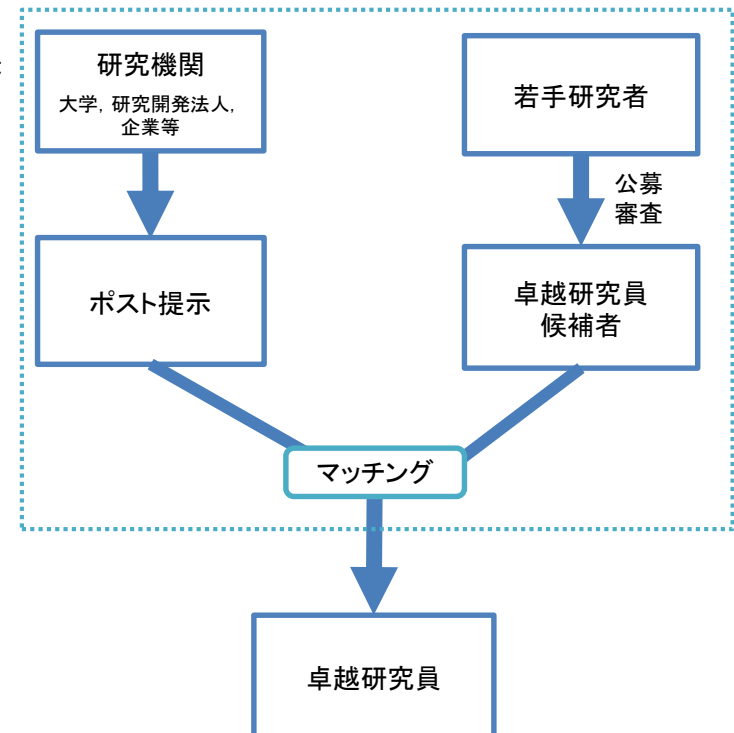 研究機関
大学，研究開発法人，
企業等
若手研究者
公募
審査
ポスト提示
卓越研究員
候補者
マッチング
卓越研究員